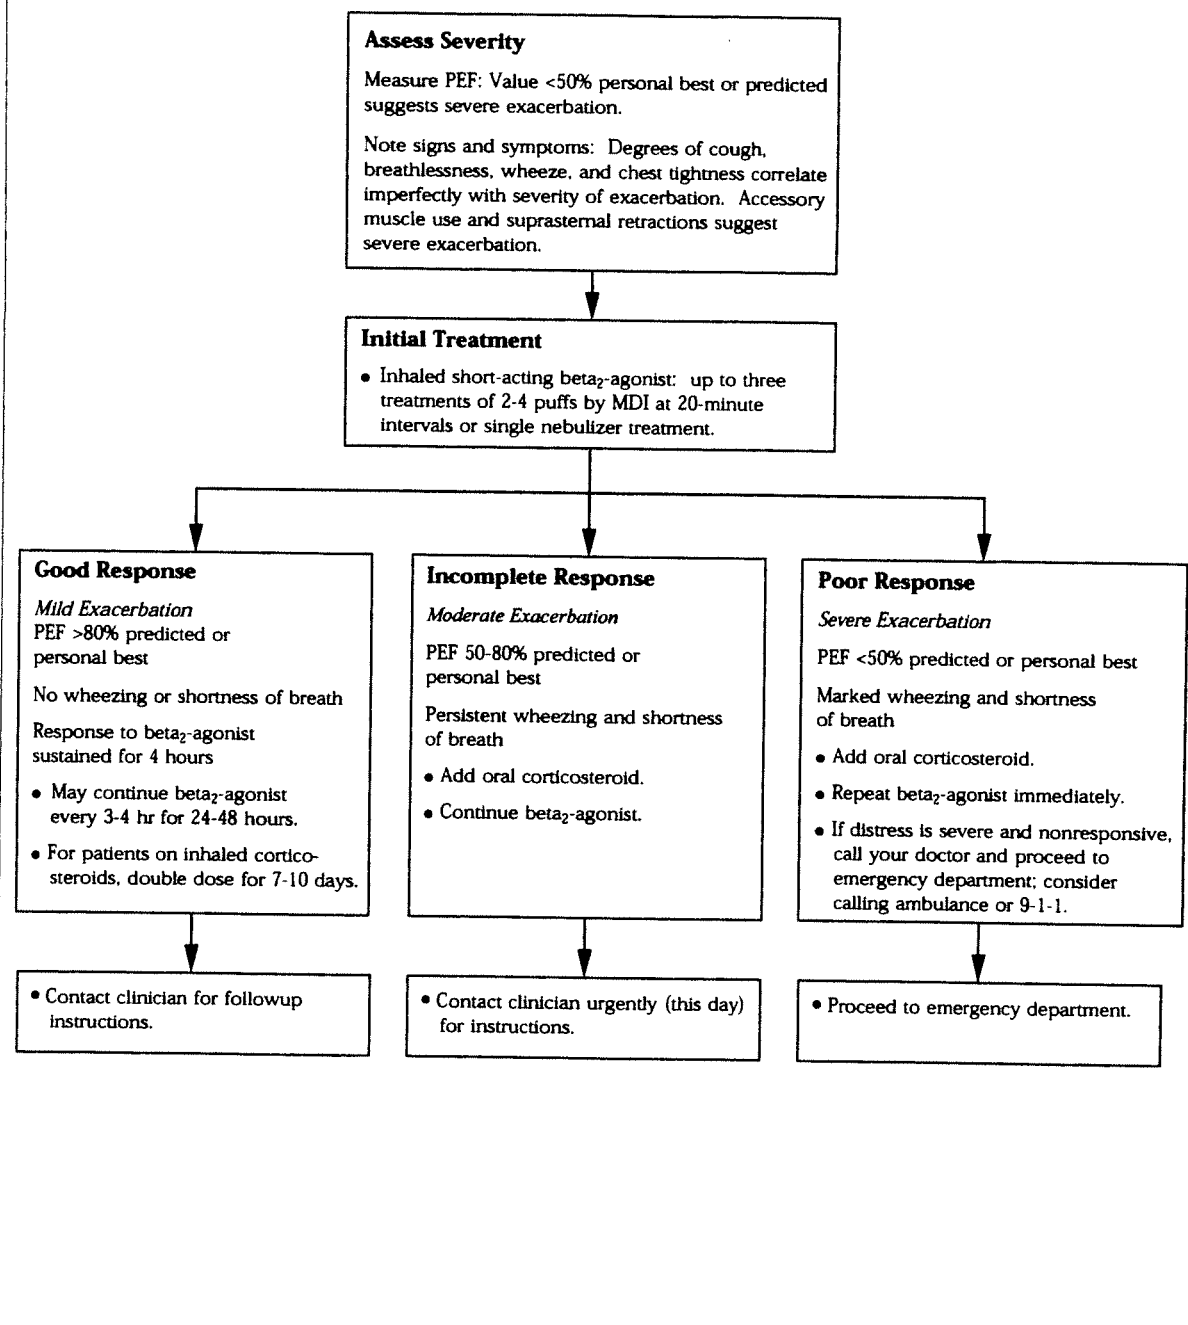 Assess Severity
Measure PEF: Value <50% personal best or predicted
suggests severe exacerbation.
Note signs and symptoms: Degrees of cough,
breathlessness, wheeze, and chest tightness correlate
imperfectly with severity of exacerbation. Accessory
muscle use and suprasternal retractions suggest
severe exacerbation.
Initial Treatment
• Inhaled short-acting beta₂-agonist: up to three
treatments of 2-4 puffs by MDI at 20-minute
intervals or single nebulizer treatment.
Good Response
Mild Exacerbation
PEF >80% predicted or
personal best
No wheezing or shortness of breath
Response to beta₂-agonist
sustained for 4 hours
• May continue beta₂-agonist
every 3-4 hr for 24-48 hours.
• For patients on inhaled cortico-
steroids, double dose for 7-10 days.
• Contact clinician for followup
instructions.
Incomplete Response
Moderate Exacerbation
PEF 50-80% predicted or
personal best
Persistent wheezing and shortness
of breath
• Add oral corticosteroid.
• Continue beta₂-agonist.
• Contact clinician urgently (this day)
for instructions.
Poor Response
Severe Exacerbation
PEF <50% predicted or personal best
Marked wheezing and shortness
of breath
• Add oral corticosteroid.
• Repeat beta₂-agonist immediately.
• If distress is severe and nonresponsive,
call your doctor and proceed to
emergency department; consider
calling ambulance or 9-1-1.
• Proceed to emergency department.